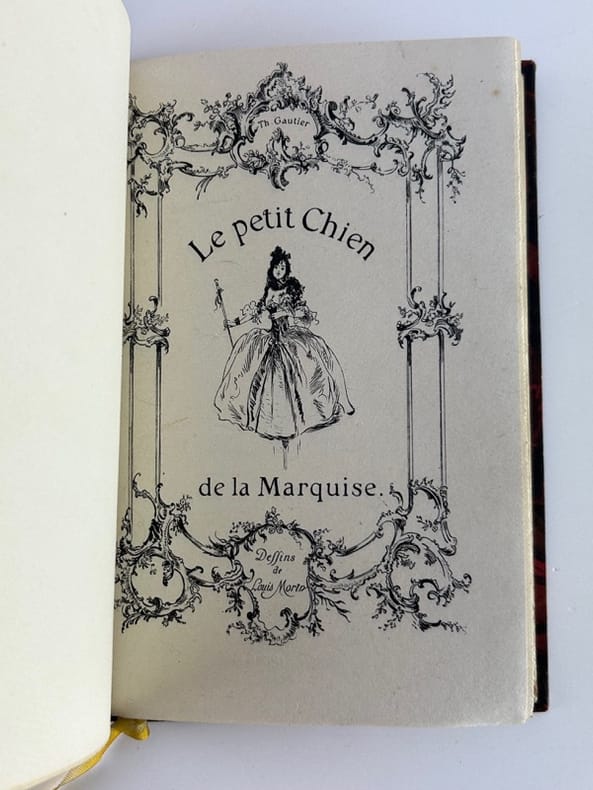 Th. Gautier
Le petit Chien
de la Marquise.
Dessins
de
Louis Morin